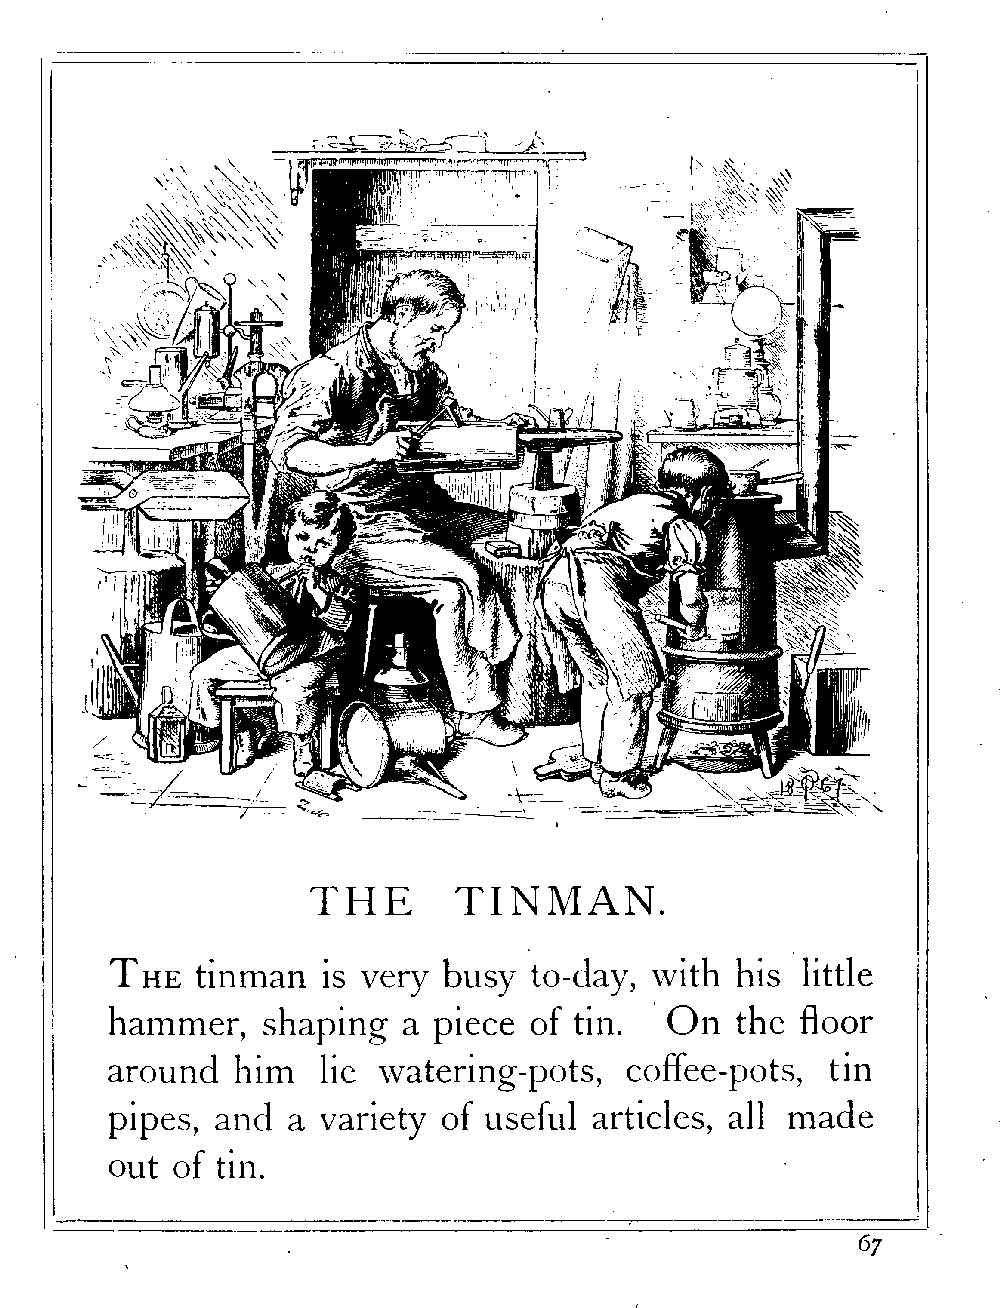 18 P 67
THE TINMAN.
THE tinman is very busy to-day, with his little
hammer, shaping a piece of tin. On the floor
around him lie watering-pots, coffee-pots, tin
pipes, and a variety of useful articles, all made
out of tin.
67